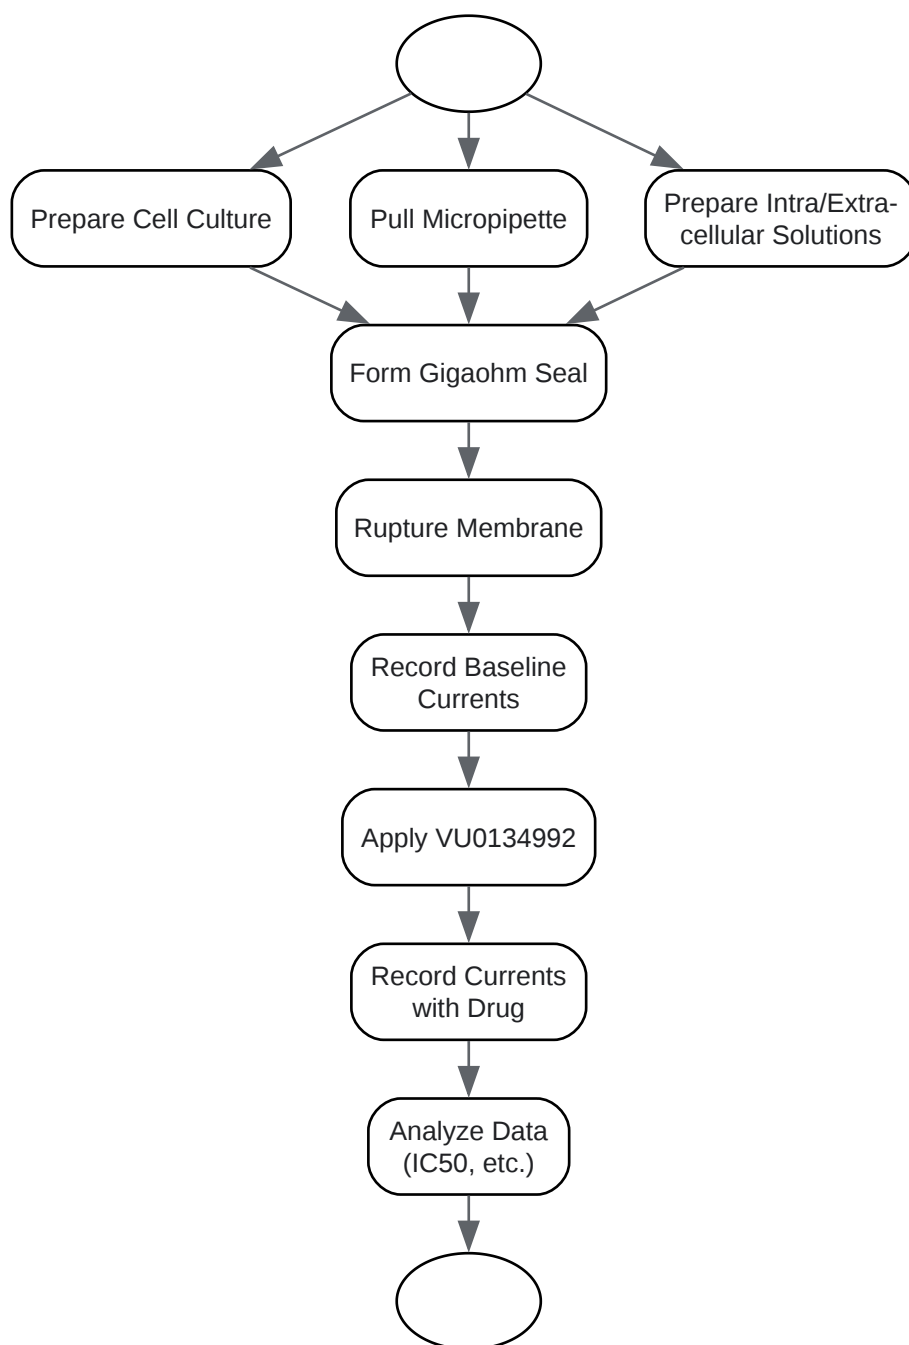 Prepare Cell Culture
Pull Micropipette
Prepare Intra/Extra-
cellular Solutions
Form Gigaohm Seal
Rupture Membrane
Record Baseline
Currents
Apply VU0134992
Record Currents
with Drug
Analyze Data
(IC50, etc.)